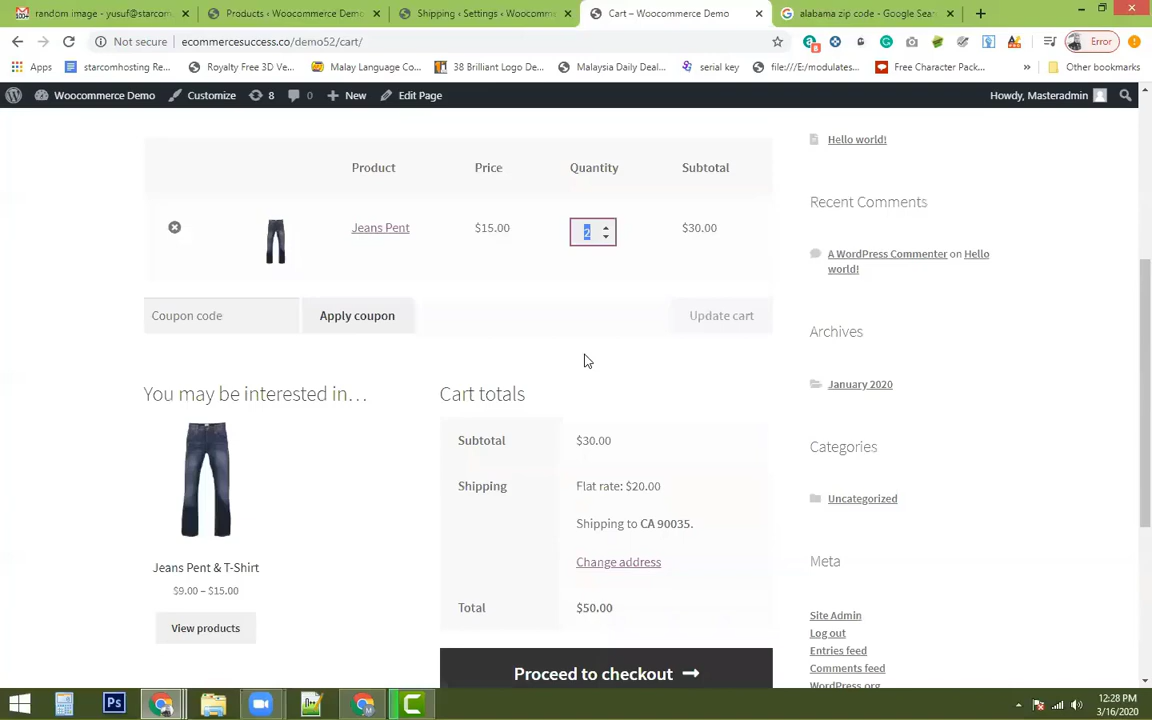 random image - yusuf@starcom
Products ‹ Woocommerce Demo
Shipping ‹ Settings ‹ Woocomm
Cart – Woocommerce Demo
alabama zip code - Google Sea
Not secure
ecommercesuccess.co/demo52/cart/
Error
Apps
starcomhosting Re...
Royalty Free 3D Ve...
Malay Language Co...
38 Brilliant Logo De...
Malaysia Daily Deal...
serial key
file:///E:/modulates...
Free Character Pack...
»
Other bookmarks
Woocommerce Demo
Customize
8
0
New
Edit Page
Howdy, Masteradmin
Product
Price
Quantity
Subtotal
Jeans Pent
$15.00
2
$30.00
Coupon code
Apply coupon
Update cart
You may be interested in…
Jeans Pent & T-Shirt
$9.00 – $15.00
View products
Cart totals
Subtotal
$30.00
Shipping
Flat rate: $20.00
Shipping to CA 90035.
Change address
Total
$50.00
Proceed to checkout
Hello world!
Recent Comments
A WordPress Commenter on Hello
world!
Archives
January 2020
Categories
Uncategorized
Meta
Site Admin
Log out
Entries feed
Comments feed
WordPress.org
Ps
12:28 PM
3/16/2020